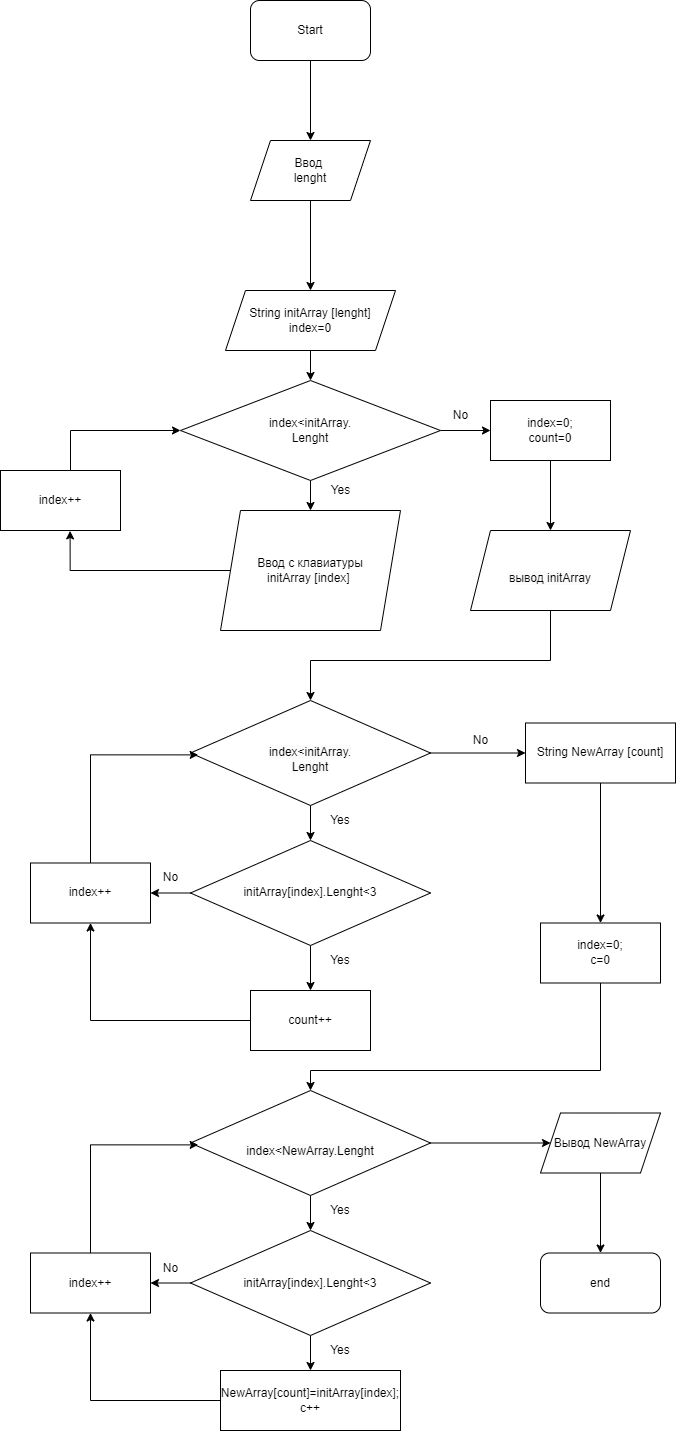 Start
Ввод
lenght
String initArray [lenght]
index=0
index<initArray.
Lenght
No
index=0;
count=0
index++
Yes
Ввод с клавиатуры
initArray [index]
вывод initArray
index<initArray.
Lenght
No
String NewArray [count]
Yes
index++
No
initArray[index].Lenght<3
index=0;
c=0
Yes
count++
index<NewArray.Lenght
Вывод NewArray
Yes
index++
No
initArray[index].Lenght<3
end
Yes
NewArray[count]=initArray[index];
c++